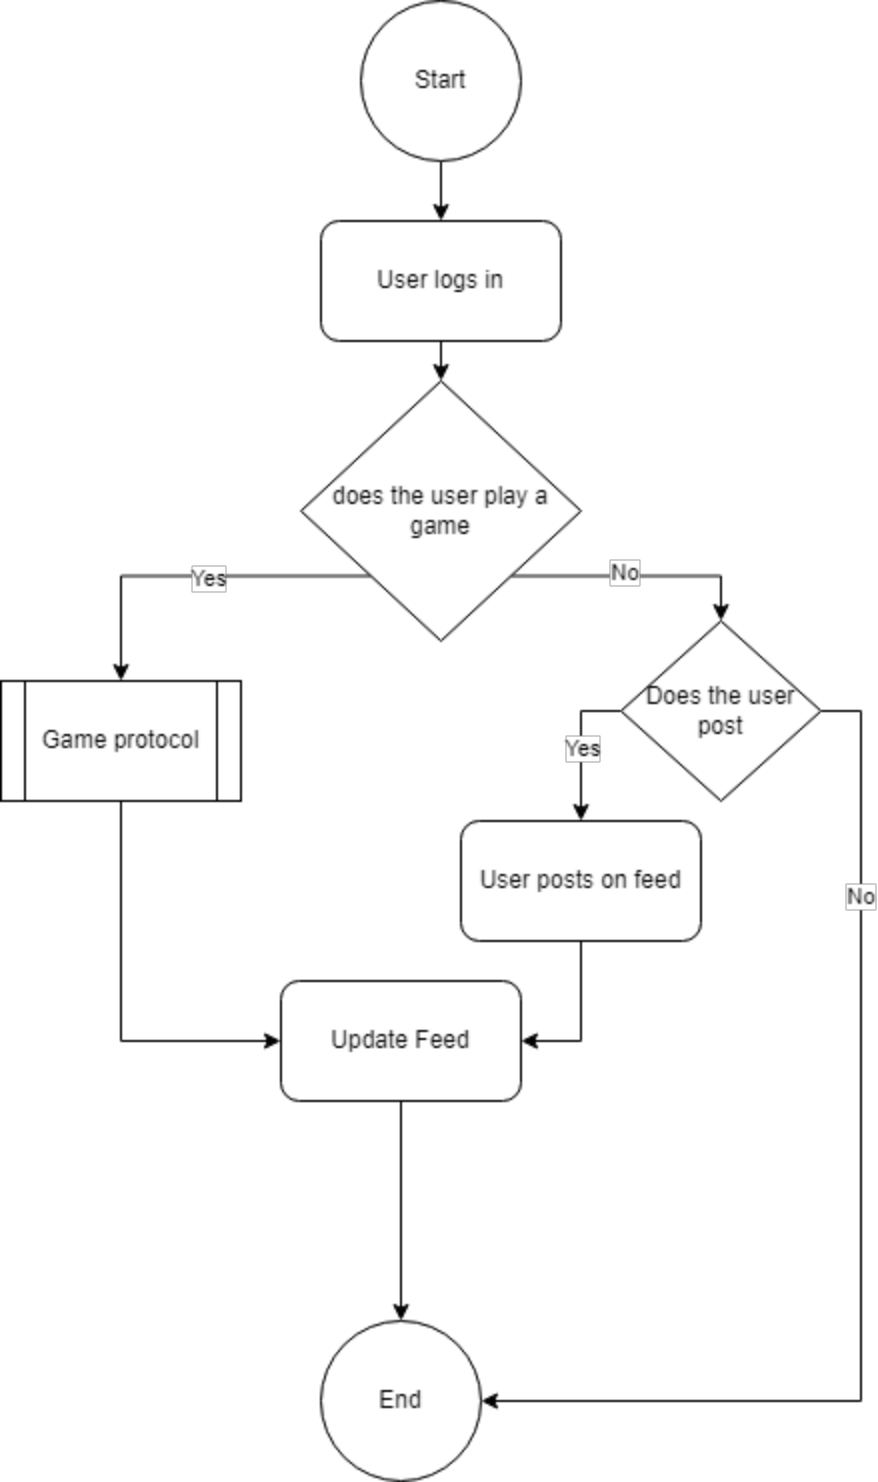 Start
User logs in
does the user play a
game
Yes
No
Does the user
post
Game protocol
Yes
User posts on feed
No
Update Feed
End